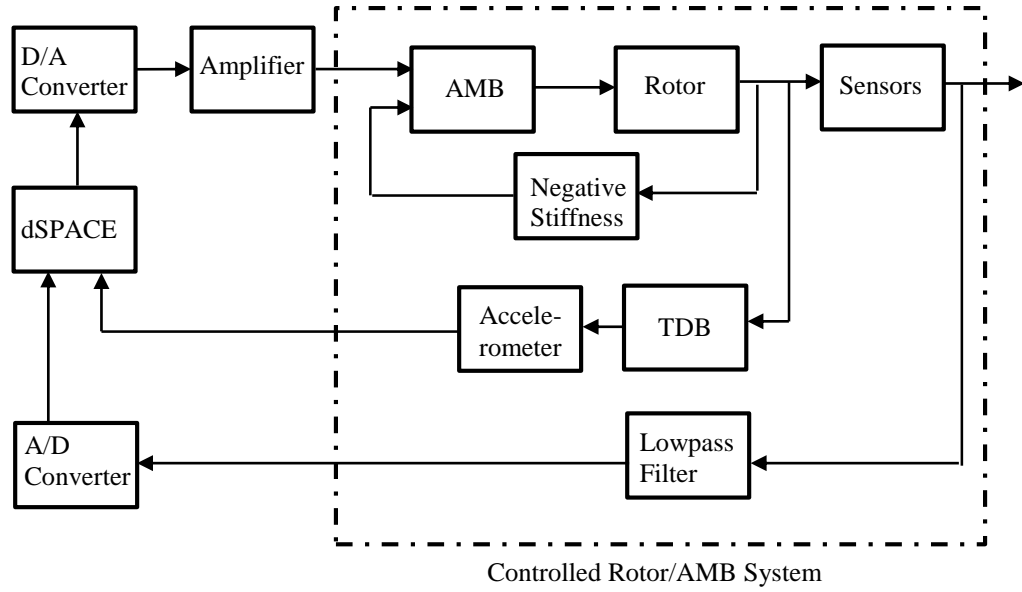 D/A
Converter
Amplifier
AMB
Rotor
Sensors
Negative
Stiffness
dSPACE
Accele-
rometer
TDB
A/D
Converter
Lowpass
Filter
Controlled Rotor/AMB System